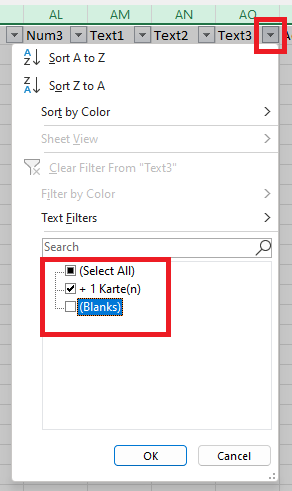 AL AM AN AO
Num3 Text1 Text2 Text3 A
Sort A to Z
Sort Z to A
Sort by Color
Sheet View
Clear Filter From "Text3"
Filter by Color
Text Filters
Search
(Select All)
+ 1 Karte(n)
(Blanks)
OK Cancel